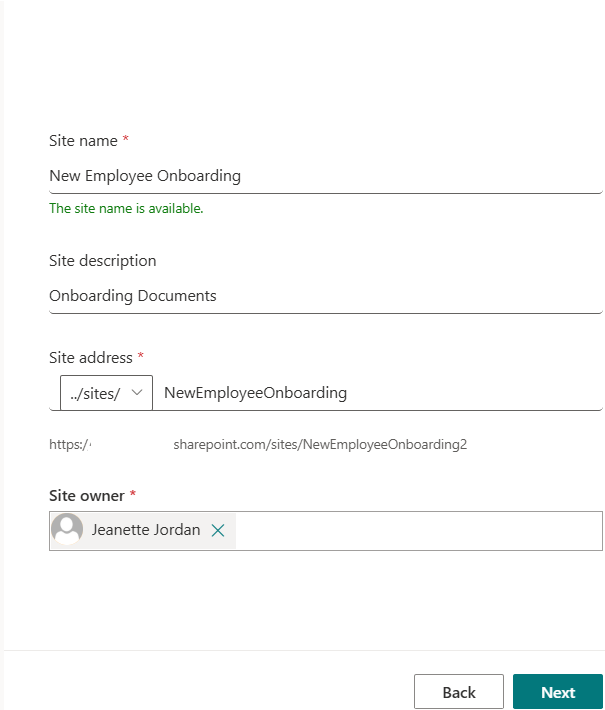 Site name *
New Employee Onboarding
The site name is available.
Site description
Onboarding Documents
Site address *
../sites/ NewEmployeeOnboarding
https:/ sharepoint.com/sites/NewEmployeeOnboarding2
Site owner *
Jeanette Jordan
Back Next